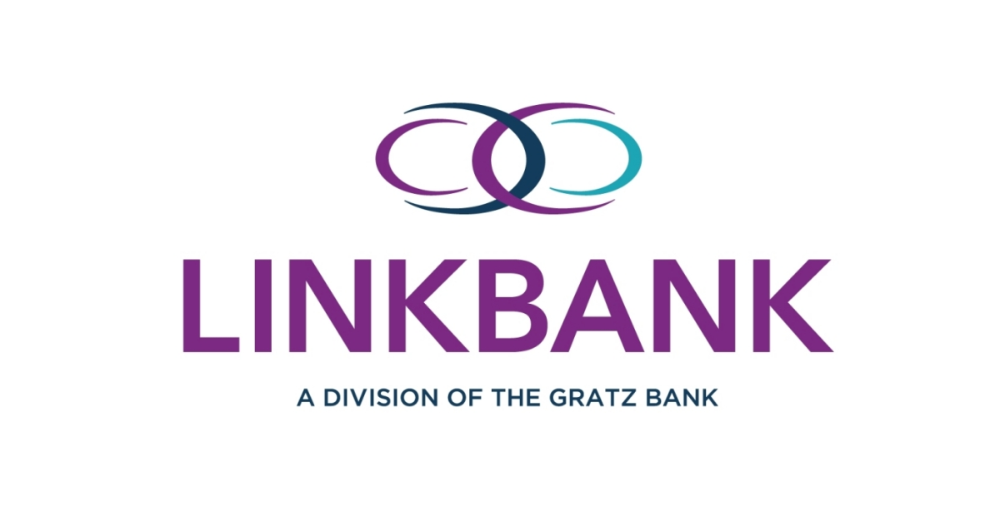 LINKBANK
A DIVISION OF THE GRATZ BANK